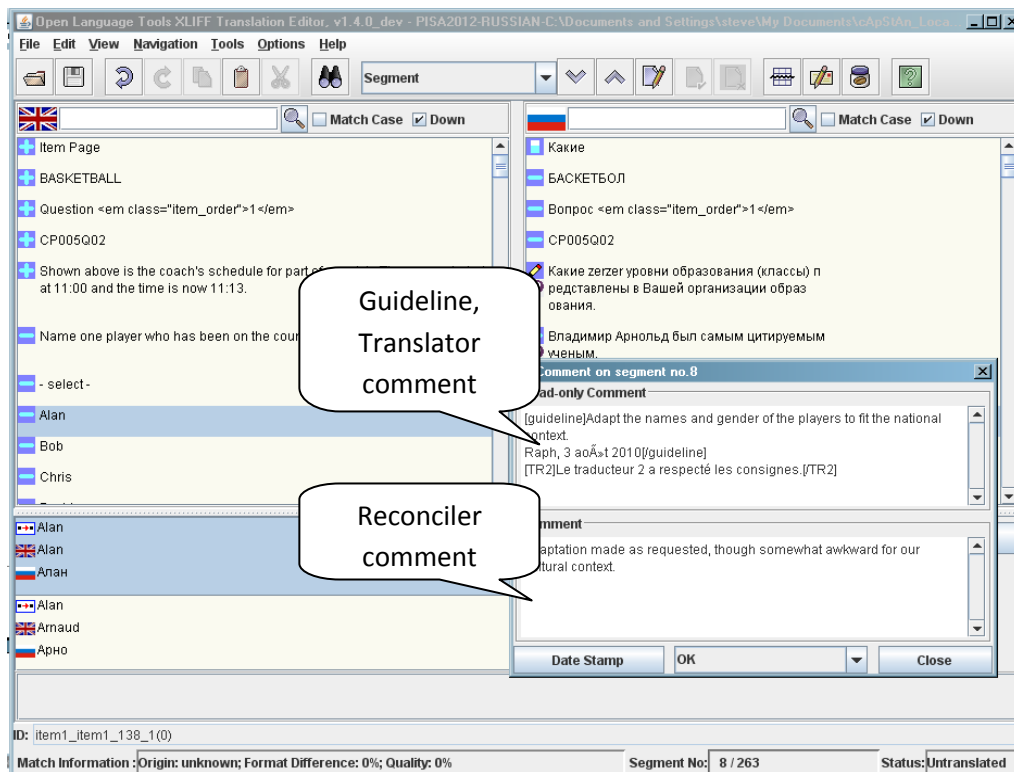 Open Language Tools XLIFF Translation Editor, v1.4.0_dev - PISA2012-RUSSIAN-C:\Documents and Settings\steve\My Documents\cApStAn_Loca...
File Edit View Navigation Tools Options Help
Segment
Match Case Down
Match Case Down
Item Page
BASKETBALL
Question <em class="item_order">1</em>
CP005Q02
Shown above is the coach's schedule for part of
at 11:00 and the time is now 11:13.
Name one player who has been on the cour
- select -
Alan
Bob
Chris
Какие
БАСКЕТБОЛ
Вопрос <em class="item_order">1</em>
CP005Q02
Какие zerzer уровни образования (классы) п
редставлены в Вашей организации образ
ования.
Владимир Арнольд был самым цитируемым
ученым.
Guideline,
Translator
comment
Reconciler
comment
Comment on segment no.8
ad-only Comment
[guideline]Adapt the names and gender of the players to fit the national
context.
Raph, 3 aoÃ»t 2010[/guideline]
[TR2]Le traducteur 2 a respecté les consignes.[/TR2]
mment
aptation made as requested, though somewhat awkward for our
tural context.
Date Stamp OK Close
Alan
Alan
Алан
Alan
Arnaud
Арно
ID: item1_item1_138_1(0)
Match Information : Origin: unknown; Format Difference: 0%; Quality: 0% Segment No: 8 / 263 Status: Untranslated